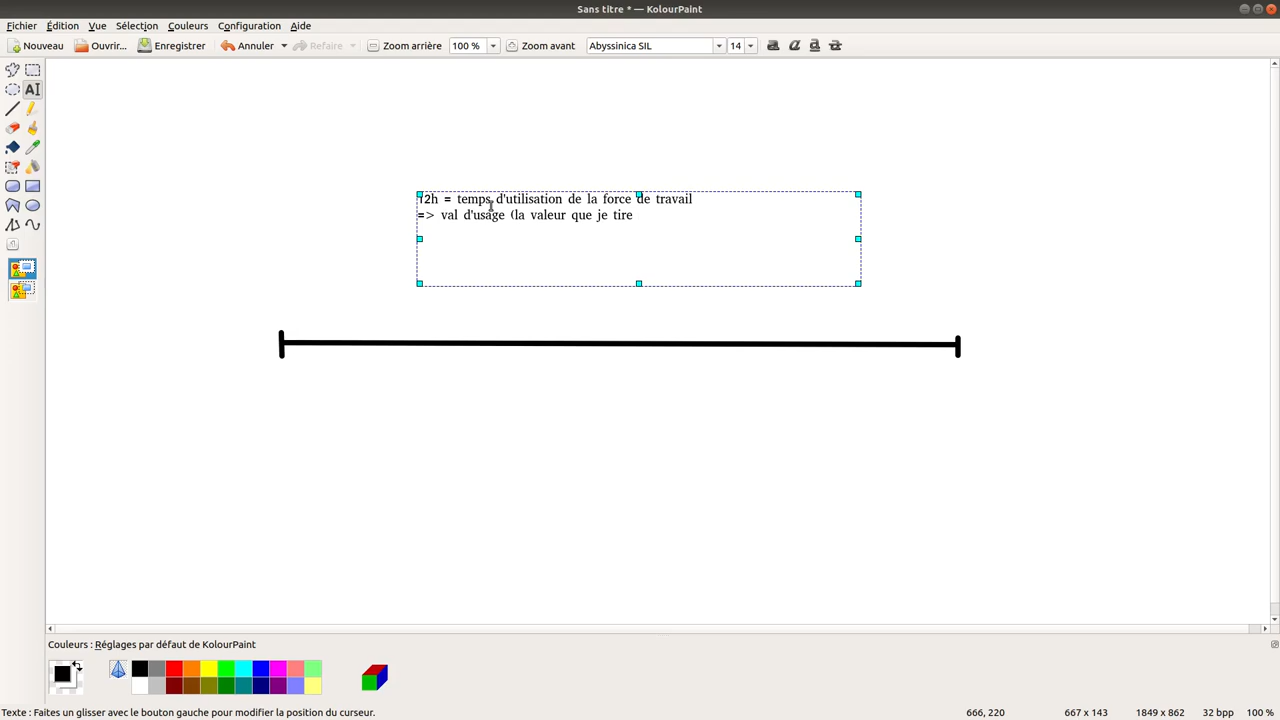 Sans titre * — KolourPaint
Fichier Édition Vue Sélection Couleurs Configuration Aide
Nouveau Ouvrir... Enregistrer Annuler Refaire Zoom arrière 100 % Zoom avant Abyssinica SIL 14
12h = temps d'utilisation de la force de travail
=> val d'usage (la valeur que je tire
Couleurs : Réglages par défaut de KolourPaint
Texte : Faites un glisser avec le bouton gauche pour modifier la position du curseur. 666, 220 667 x 143 1849 x 862 32 bpp 100 %